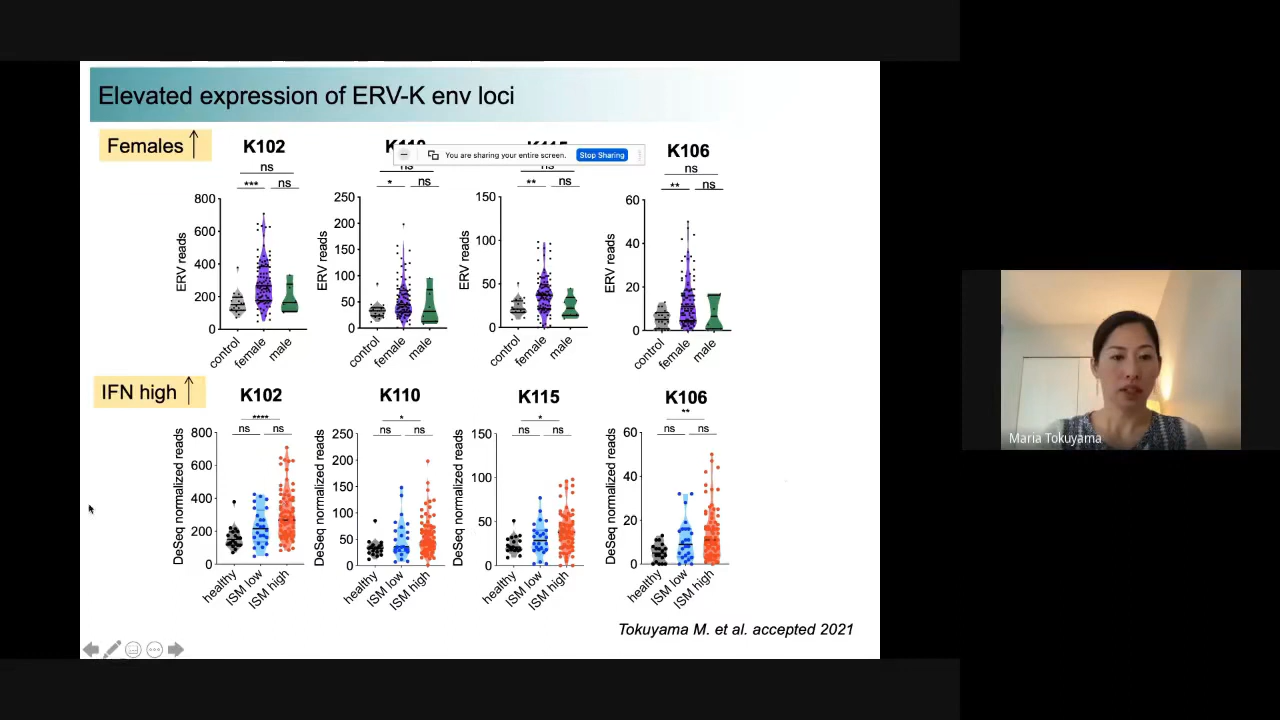 Elevated expression of ERV-K env loci
Females ↑
K102
K106
You are sharing your entire screen. Stop Sharing
ns
*** ns
ns
* ns
ns
** ns
ns
** ns
ERV reads
800
600
400
200
0
control
female
male
ERV reads
250
200
150
100
50
0
control
female
male
ERV reads
150
100
50
0
control
female
male
ERV reads
60
40
20
0
control
female
male
IFN high ↑
K102
K110
K115
K106
****
ns ns
*
ns ns
*
ns ns
**
ns ns
DeSeq normalized reads
800
600
400
200
0
healthy
ISM low
ISM high
DeSeq normalized reads
250
200
150
100
50
0
healthy
ISM low
ISM high
DeSeq normalized reads
150
100
50
0
healthy
ISM low
ISM high
DeSeq normalized reads
60
40
20
0
healthy
ISM low
ISM high
Tokuyama M. et al. accepted 2021
Maria Tokuyama